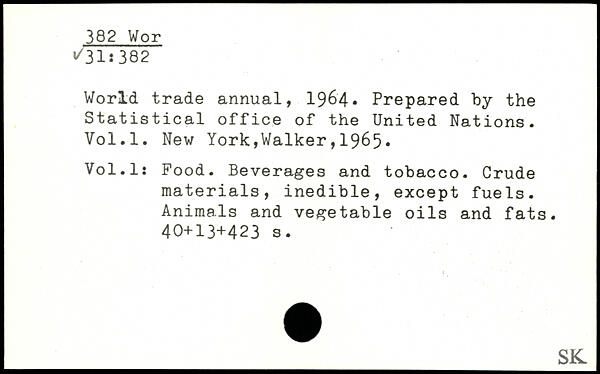 382 Wor
✓31:382
World trade annual, 1964. Prepared by the
Statistical office of the United Nations.
Vol.1. New York,Walker,1965.
Vol.1: Food. Beverages and tobacco. Crude
materials, inedible, except fuels.
Animals and vegetable oils and fats.
40+13+423 s.
SK